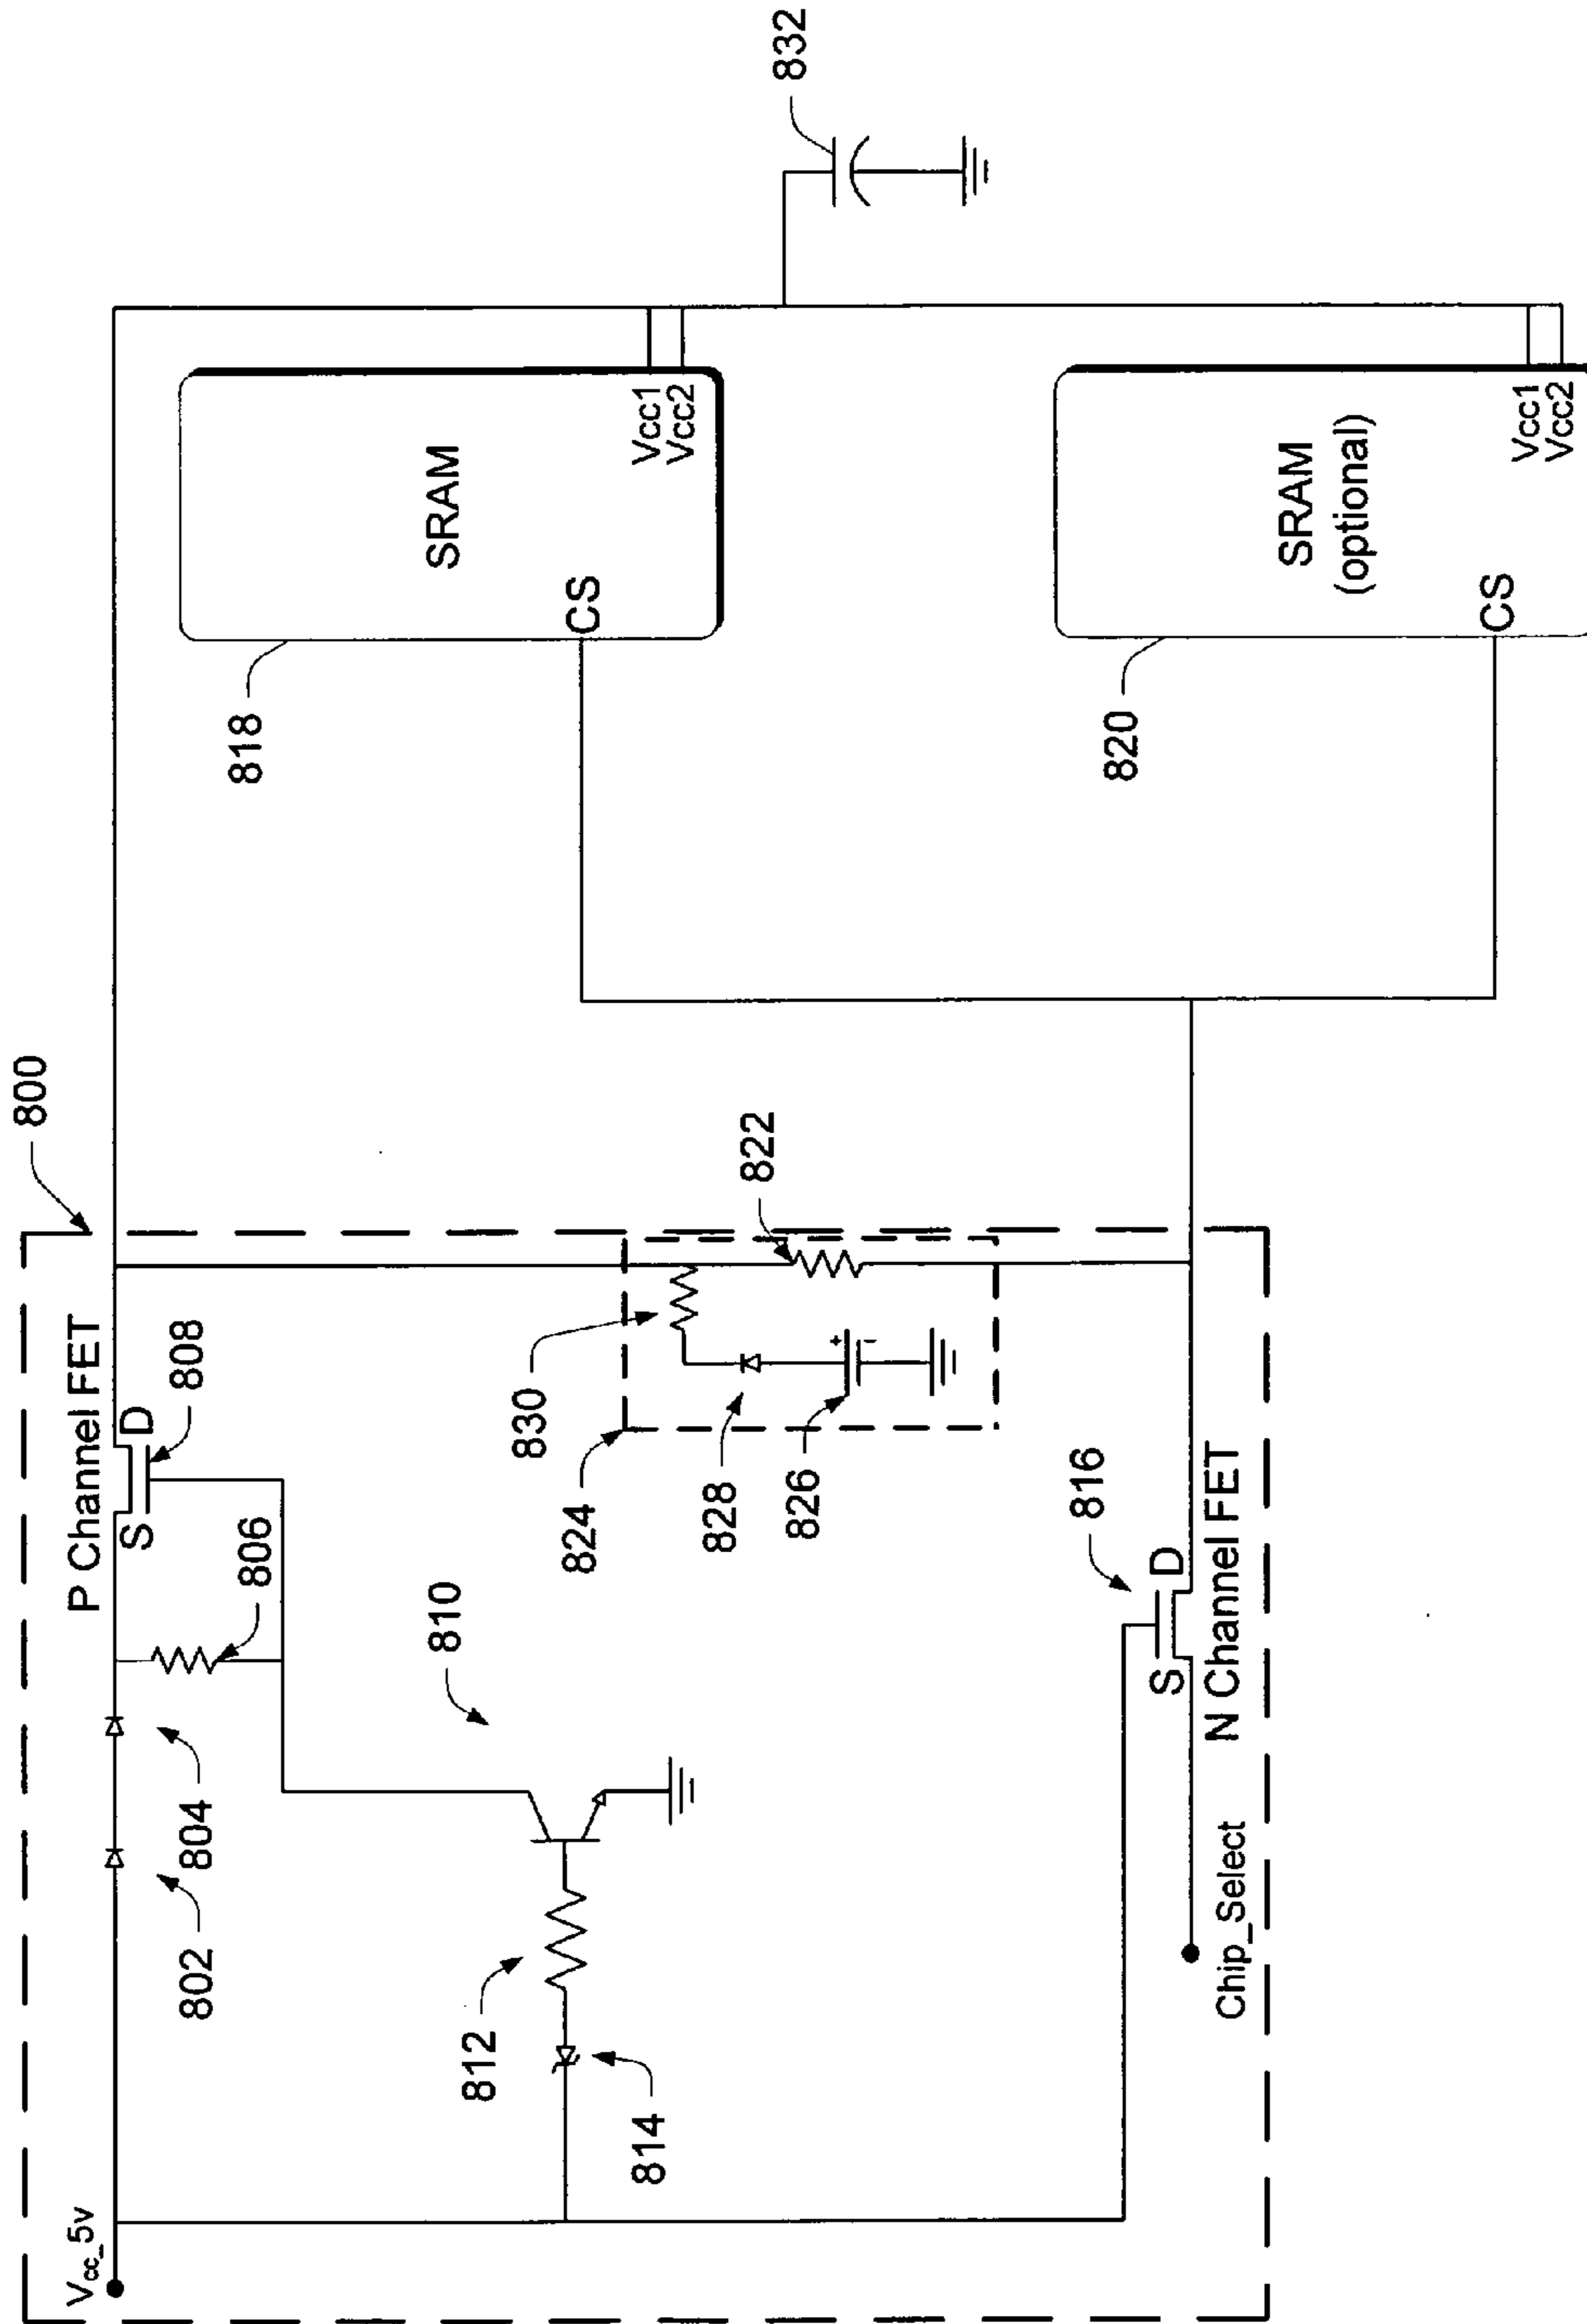 800
Vcc_5v
P Channel FET
S
D
808
806
802
804
810
812
814
830
824
828
826
822
816
S
D
N Channel FET
Chip_Select
818
SRAM
CS
Vcc1
Vcc2
820
SRAM
(optional)
CS
Vcc1
Vcc2
832